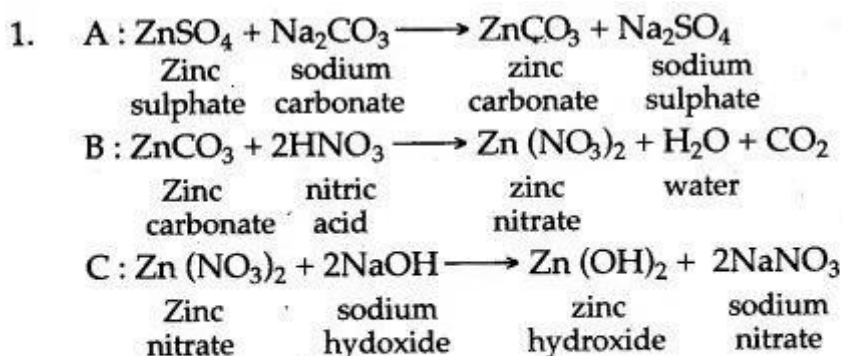 1. A : ZnSO₄ + Na₂CO₃ ⟶ ZnCO₃ + Na₂SO₄
Zinc sodium zinc sodium
sulphate carbonate carbonate sulphate
B : ZnCO₃ + 2HNO₃ ⟶ Zn (NO₃)₂ + H₂O + CO₂
Zinc nitric zinc water
carbonate acid nitrate
C : Zn (NO₃)₂ + 2NaOH ⟶ Zn (OH)₂ + 2NaNO₃
Zinc sodium zinc sodium
nitrate hydoxide hydroxide nitrate